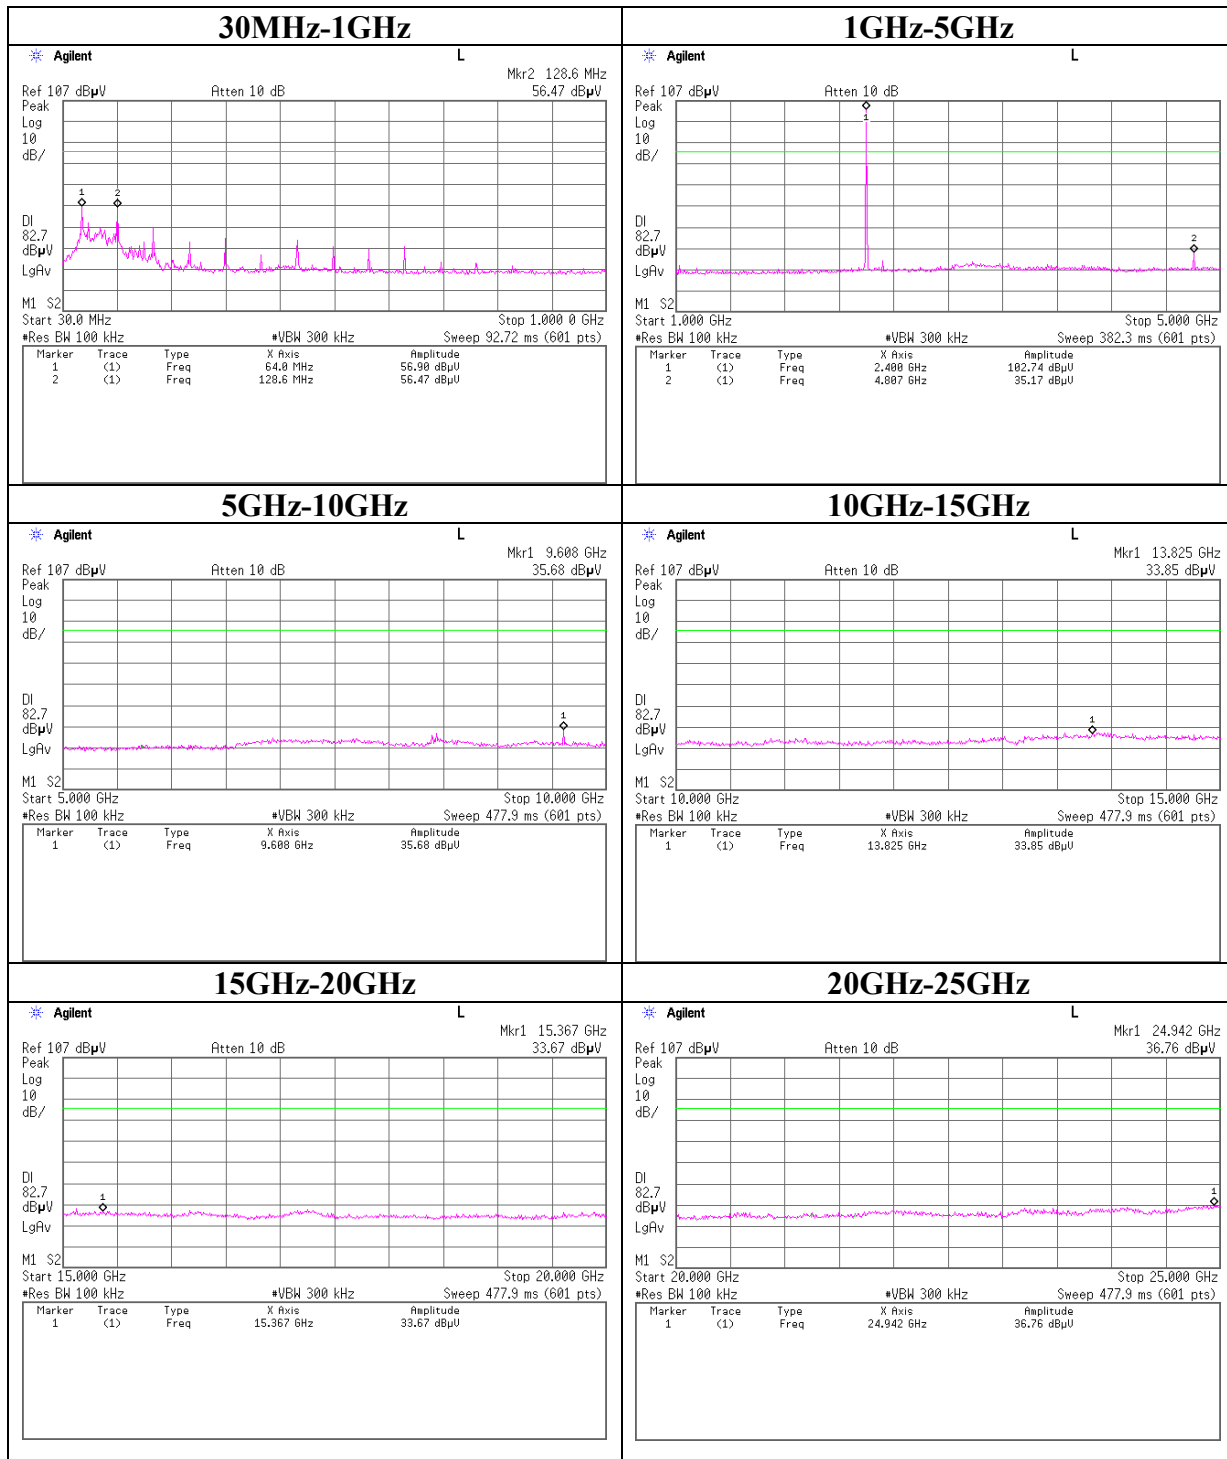 30MHz-1GHz
Agilent L
Mkr2 128.6 MHz
Ref 107 dBµV Atten 10 dB 56.47 dBµV
Peak
Log
10
dB/
1 2
DI
82.7
dBµV
LgAv
M1 S2
Start 30.0 MHz Stop 1.000 0 GHz
#Res BW 100 kHz #VBW 300 kHz Sweep 92.72 ms (601 pts)
Marker Trace Type X Axis Amplitude
1 (1) Freq 64.0 MHz 56.90 dBµV
2 (1) Freq 128.6 MHz 56.47 dBµV
1GHz-5GHz
Agilent L
Ref 107 dBµV Atten 10 dB
Peak
Log
10
dB/
1
2
DI
82.7
dBµV
LgAv
M1 S2
Start 1.000 GHz Stop 5.000 GHz
#Res BW 100 kHz #VBW 300 kHz Sweep 382.3 ms (601 pts)
Marker Trace Type X Axis Amplitude
1 (1) Freq 2.400 GHz 102.74 dBµV
2 (1) Freq 4.807 GHz 35.17 dBµV
5GHz-10GHz
Agilent L
Mkr1 9.608 GHz
Ref 107 dBµV Atten 10 dB 35.68 dBµV
Peak
Log
10
dB/
DI
82.7
1
dBµV
LgAv
M1 S2
Start 5.000 GHz Stop 10.000 GHz
#Res BW 100 kHz #VBW 300 kHz Sweep 477.9 ms (601 pts)
Marker Trace Type X Axis Amplitude
1 (1) Freq 9.608 GHz 35.68 dBµV
10GHz-15GHz
Agilent L
Mkr1 13.825 GHz
Ref 107 dBµV Atten 10 dB 33.85 dBµV
Peak
Log
10
dB/
DI
82.7
1
dBµV
LgAv
M1 S2
Start 10.000 GHz Stop 15.000 GHz
#Res BW 100 kHz #VBW 300 kHz Sweep 477.9 ms (601 pts)
Marker Trace Type X Axis Amplitude
1 (1) Freq 13.825 GHz 33.85 dBµV
15GHz-20GHz
Agilent L
Mkr1 15.367 GHz
Ref 107 dBµV Atten 10 dB 33.67 dBµV
Peak
Log
10
dB/
DI
82.7
1
dBµV
LgAv
M1 S2
Start 15.000 GHz Stop 20.000 GHz
#Res BW 100 kHz #VBW 300 kHz Sweep 477.9 ms (601 pts)
Marker Trace Type X Axis Amplitude
1 (1) Freq 15.367 GHz 33.67 dBµV
20GHz-25GHz
Agilent L
Mkr1 24.942 GHz
Ref 107 dBµV Atten 10 dB 36.76 dBµV
Peak
Log
10
dB/
DI
82.7
1
dBµV
LgAv
M1 S2
Start 20.000 GHz Stop 25.000 GHz
#Res BW 100 kHz #VBW 300 kHz Sweep 477.9 ms (601 pts)
Marker Trace Type X Axis Amplitude
1 (1) Freq 24.942 GHz 36.76 dBµV